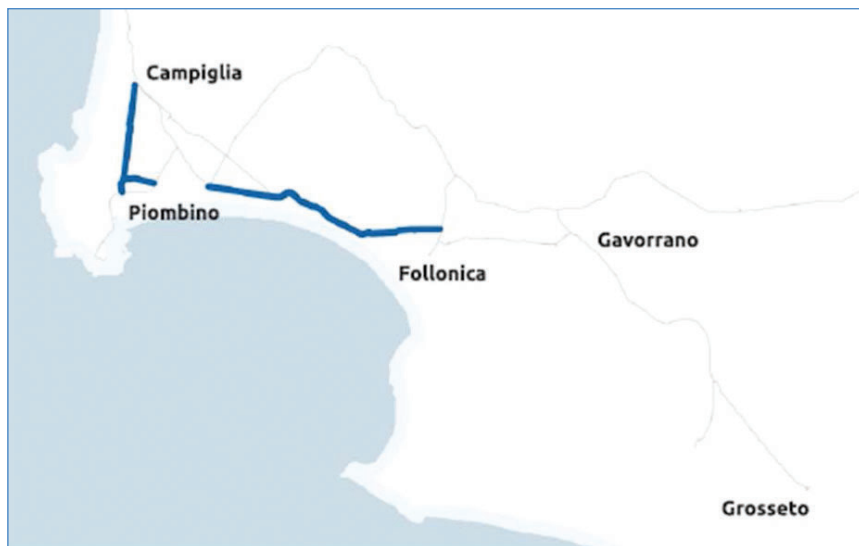 Campiglia
Piombino
Gavorrano
Follonica
Grosseto